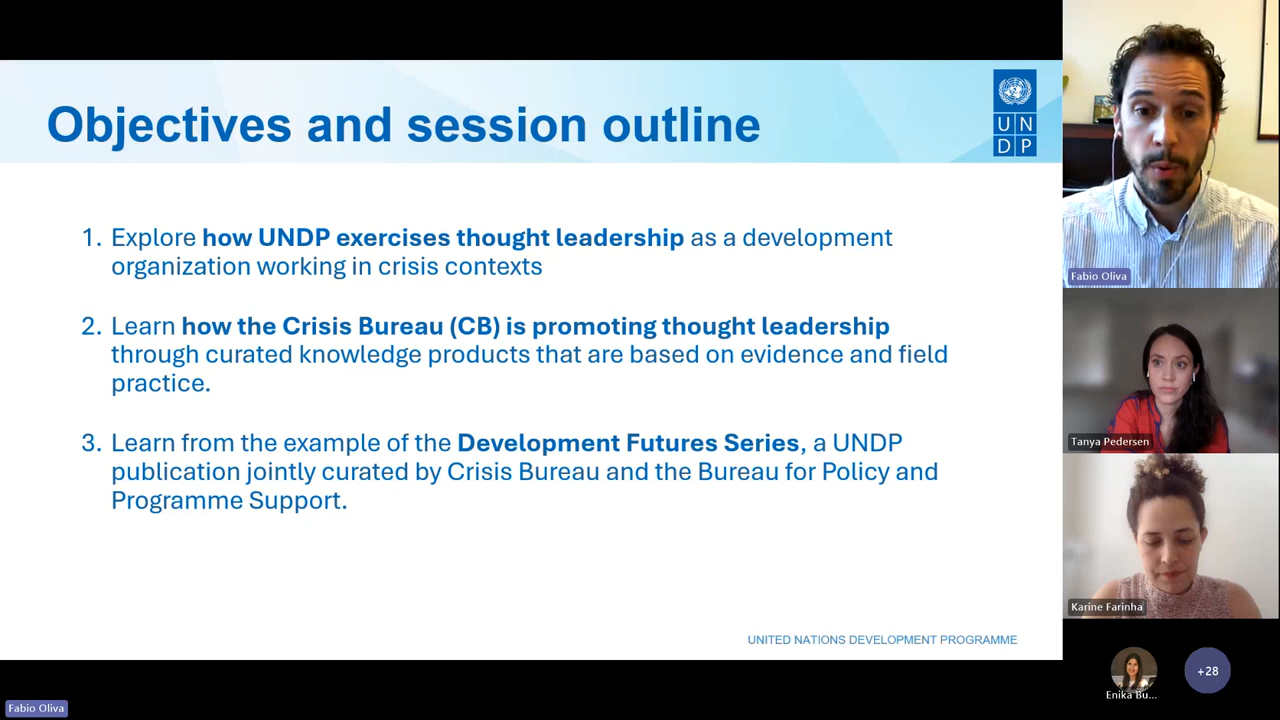 Objectives and session outline
UN
DP
1. Explore how UNDP exercises thought leadership as a development
organization working in crisis contexts
2. Learn how the Crisis Bureau (CB) is promoting thought leadership
through curated knowledge products that are based on evidence and field
practice.
3. Learn from the example of the Development Futures Series, a UNDP
publication jointly curated by Crisis Bureau and the Bureau for Policy and
Programme Support.
UNITED NATIONS DEVELOPMENT PROGRAMME
Fabio Oliva
Tanya Pedersen
Karine Farinha
Enika Bu...
+28
Fabio Oliva